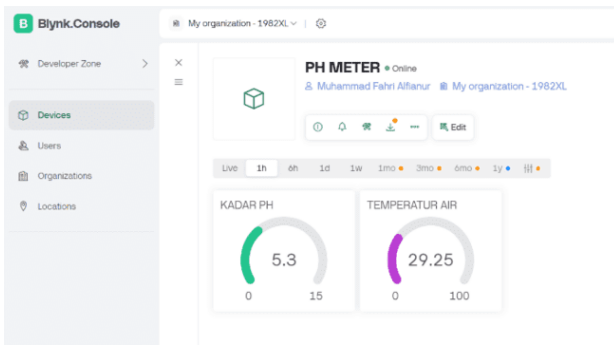 B Blynk.Console
My organization - 1982XL
Developer Zone
Devices
Users
Organizations
Locations
PH METER Online
Muhammad Fahri Alfianur My organization - 1982XL
Edit
Live 1h 6h 1d 1w 1mo 3mo 6mo 1y
KADAR PH
5.3
0 15
TEMPERATUR AIR
29.25
0 100